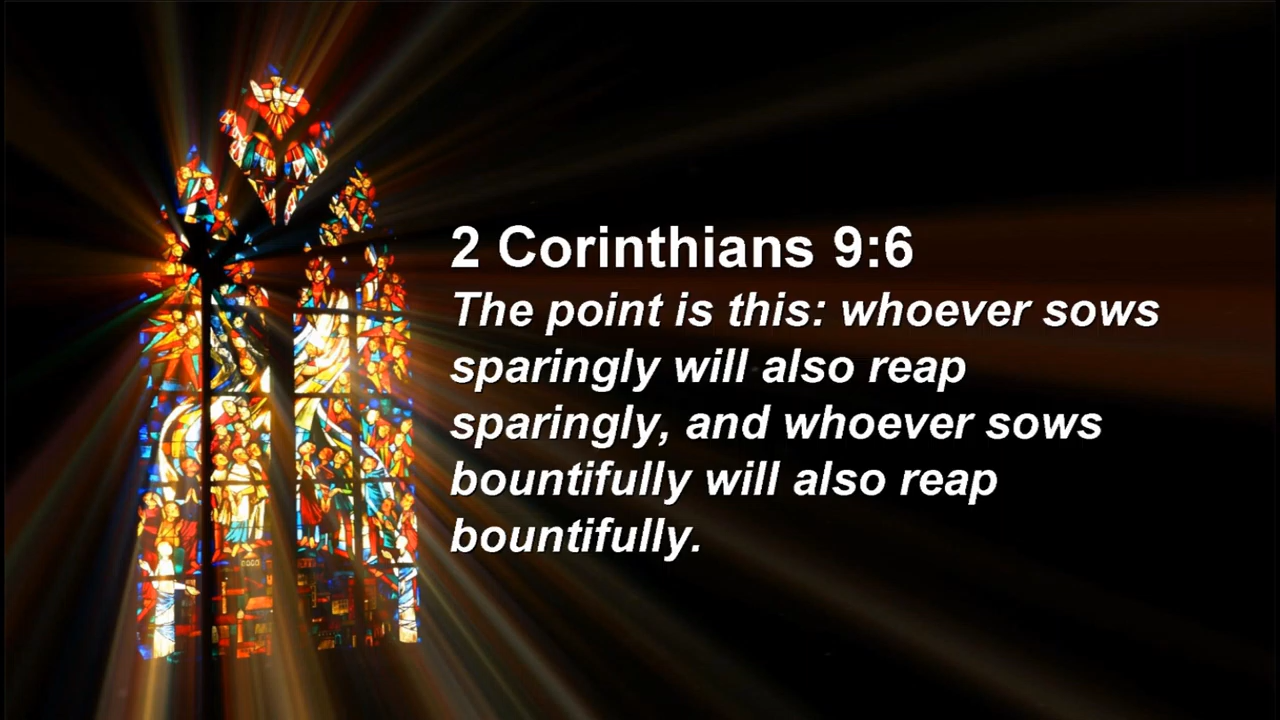 2 Corinthians 9:6
The point is this: whoever sows
sparingly will also reap
sparingly, and whoever sows
bountifully will also reap
bountifully.